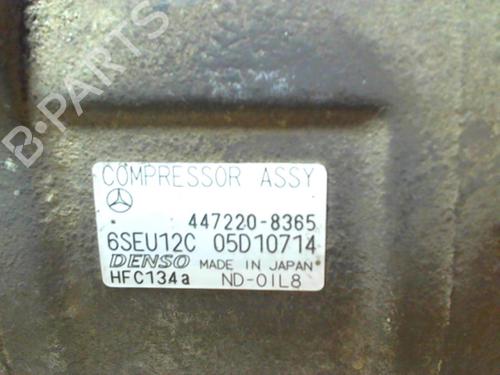 B-PARTS
COMPRESSOR ASSY
447220-8365
6SEU12C 05D10714
DENSO MADE IN JAPAN
HFC134a ND-OIL8